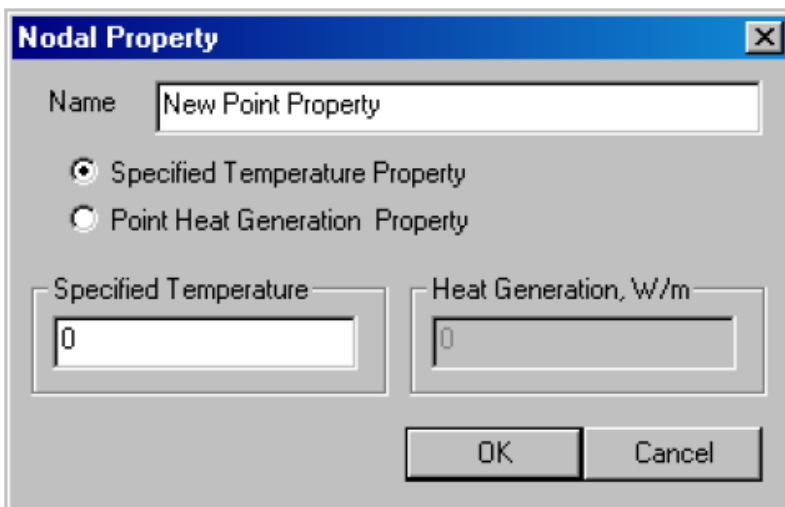 Nodal Property
Name New Point Property
Specified Temperature Property
Point Heat Generation Property
Specified Temperature Heat Generation, W/m
0 0
OK Cancel